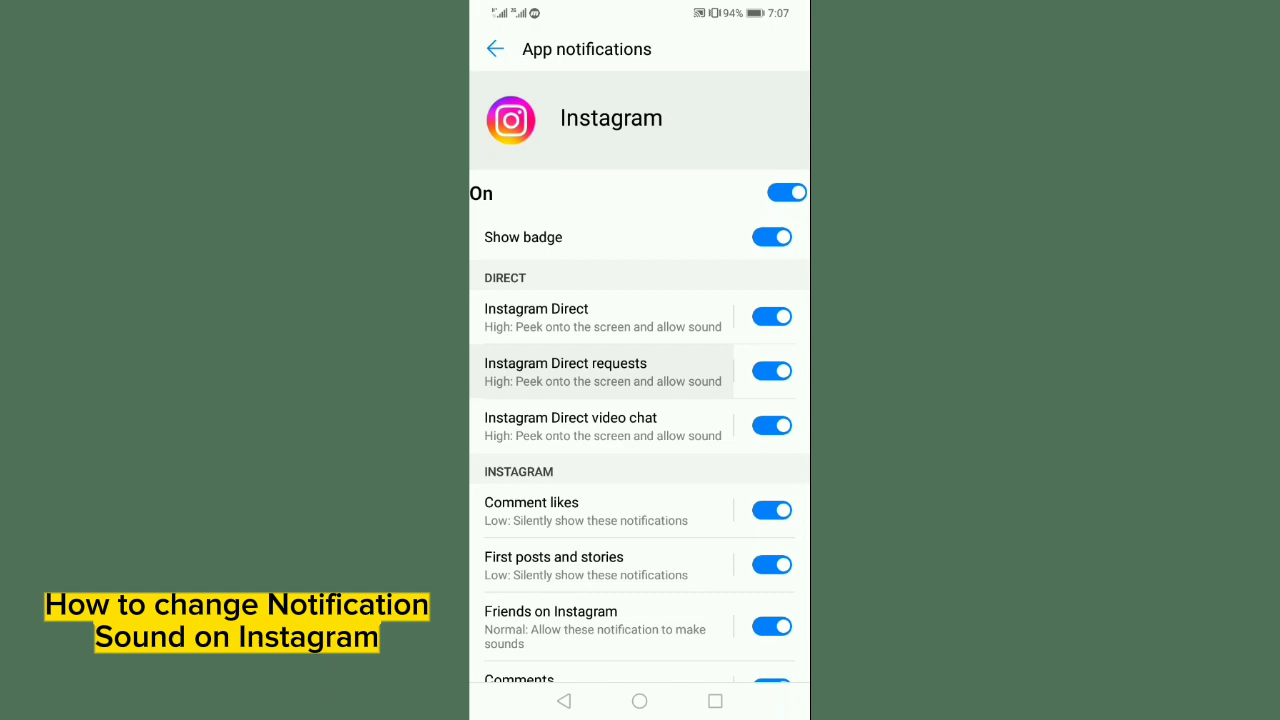 94% 7:07
App notifications
Instagram
On
Show badge
DIRECT
Instagram Direct
High: Peek onto the screen and allow sound
Instagram Direct requests
High: Peek onto the screen and allow sound
Instagram Direct video chat
High: Peek onto the screen and allow sound
INSTAGRAM
Comment likes
Low: Silently show these notifications
First posts and stories
Low: Silently show these notifications
Friends on Instagram
Normal: Allow these notification to make
sounds
Comments
How to change Notification
Sound on Instagram